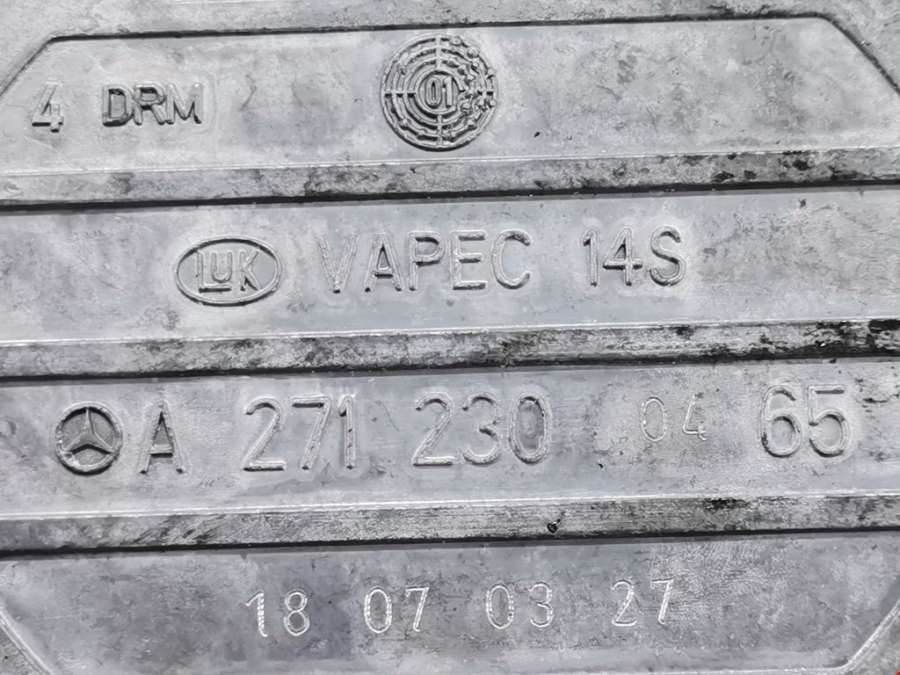 4 DRM 01
LUK VAPEC 14S
A 271 230 04 65
18 07 03 27